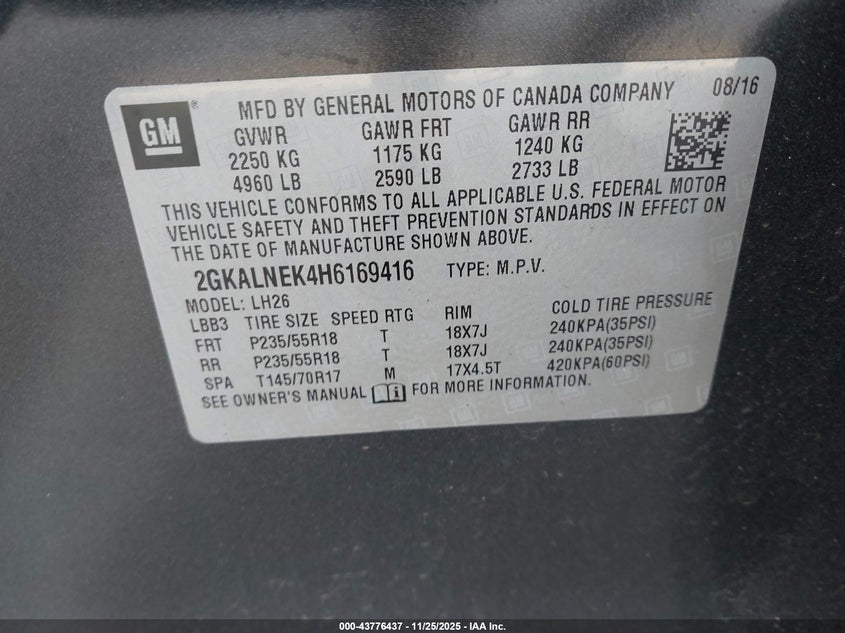 GM ®
MFD BY GENERAL MOTORS OF CANADA COMPANY 08/16
GVWR GAWR FRT GAWR RR
2250 KG 1175 KG 1240 KG
4960 LB 2590 LB 2733 LB
THIS VEHICLE CONFORMS TO ALL APPLICABLE U.S. FEDERAL MOTOR
VEHICLE SAFETY AND THEFT PREVENTION STANDARDS IN EFFECT ON
THE DATE OF MANUFACTURE SHOWN ABOVE.
2GKALNEK4H6169416 TYPE: M.P.V.
MODEL: LH26
LBB3 TIRE SIZE SPEED RTG RIM COLD TIRE PRESSURE
FRT P235/55R18 T 18X7J 240KPA(35PSI)
RR P235/55R18 T 18X7J 240KPA(35PSI)
SPA T145/70R17 M 17X4.5T 420KPA(60PSI)
SEE OWNER'S MANUAL i FOR MORE INFORMATION.
000-43776437 - 11/25/2025 - IAA Inc.